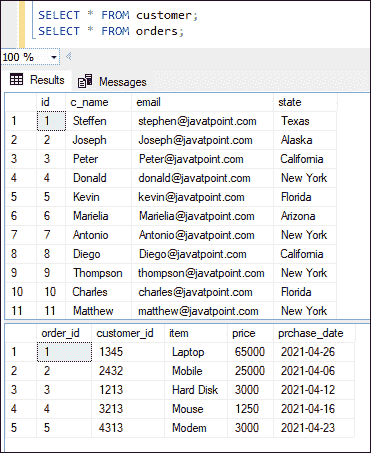 SELECT * FROM customer;
SELECT * FROM orders;
100 %
Results Messages
id c_name email state
1 1 Steffen stephen@javatpoint.com Texas
2 2 Joseph Joseph@javatpoint.com Alaska
3 3 Peter Peter@javatpoint.com California
4 4 Donald donald@javatpoint.com New York
5 5 Kevin kevin@javatpoint.com Florida
6 6 Marielia Marielia@javatpoint.com Arizona
7 7 Antonio Antonio@javatpoint.com New York
8 8 Diego Diego@javatpoint.com California
9 9 Thompson thompson@javatpoint.com New York
10 10 Charles charles@javatpoint.com Florida
11 11 Matthew matthew@javatpoint.com New York
order_id customer_id item price prchase_date
1 1 1345 Laptop 65000 2021-04-26
2 2 2432 Mobile 25000 2021-04-06
3 3 1213 Hard Disk 3000 2021-04-12
4 4 3213 Mouse 1250 2021-04-16
5 5 4313 Modem 3000 2021-04-23